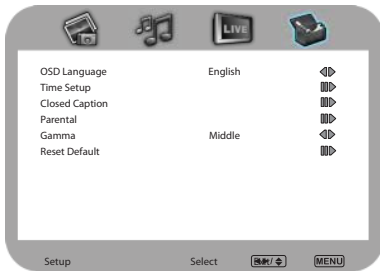 LIVE
OSD Language English
Time Setup
Closed Caption
Parental
Gamma Middle
Reset Default
Setup Select MENU